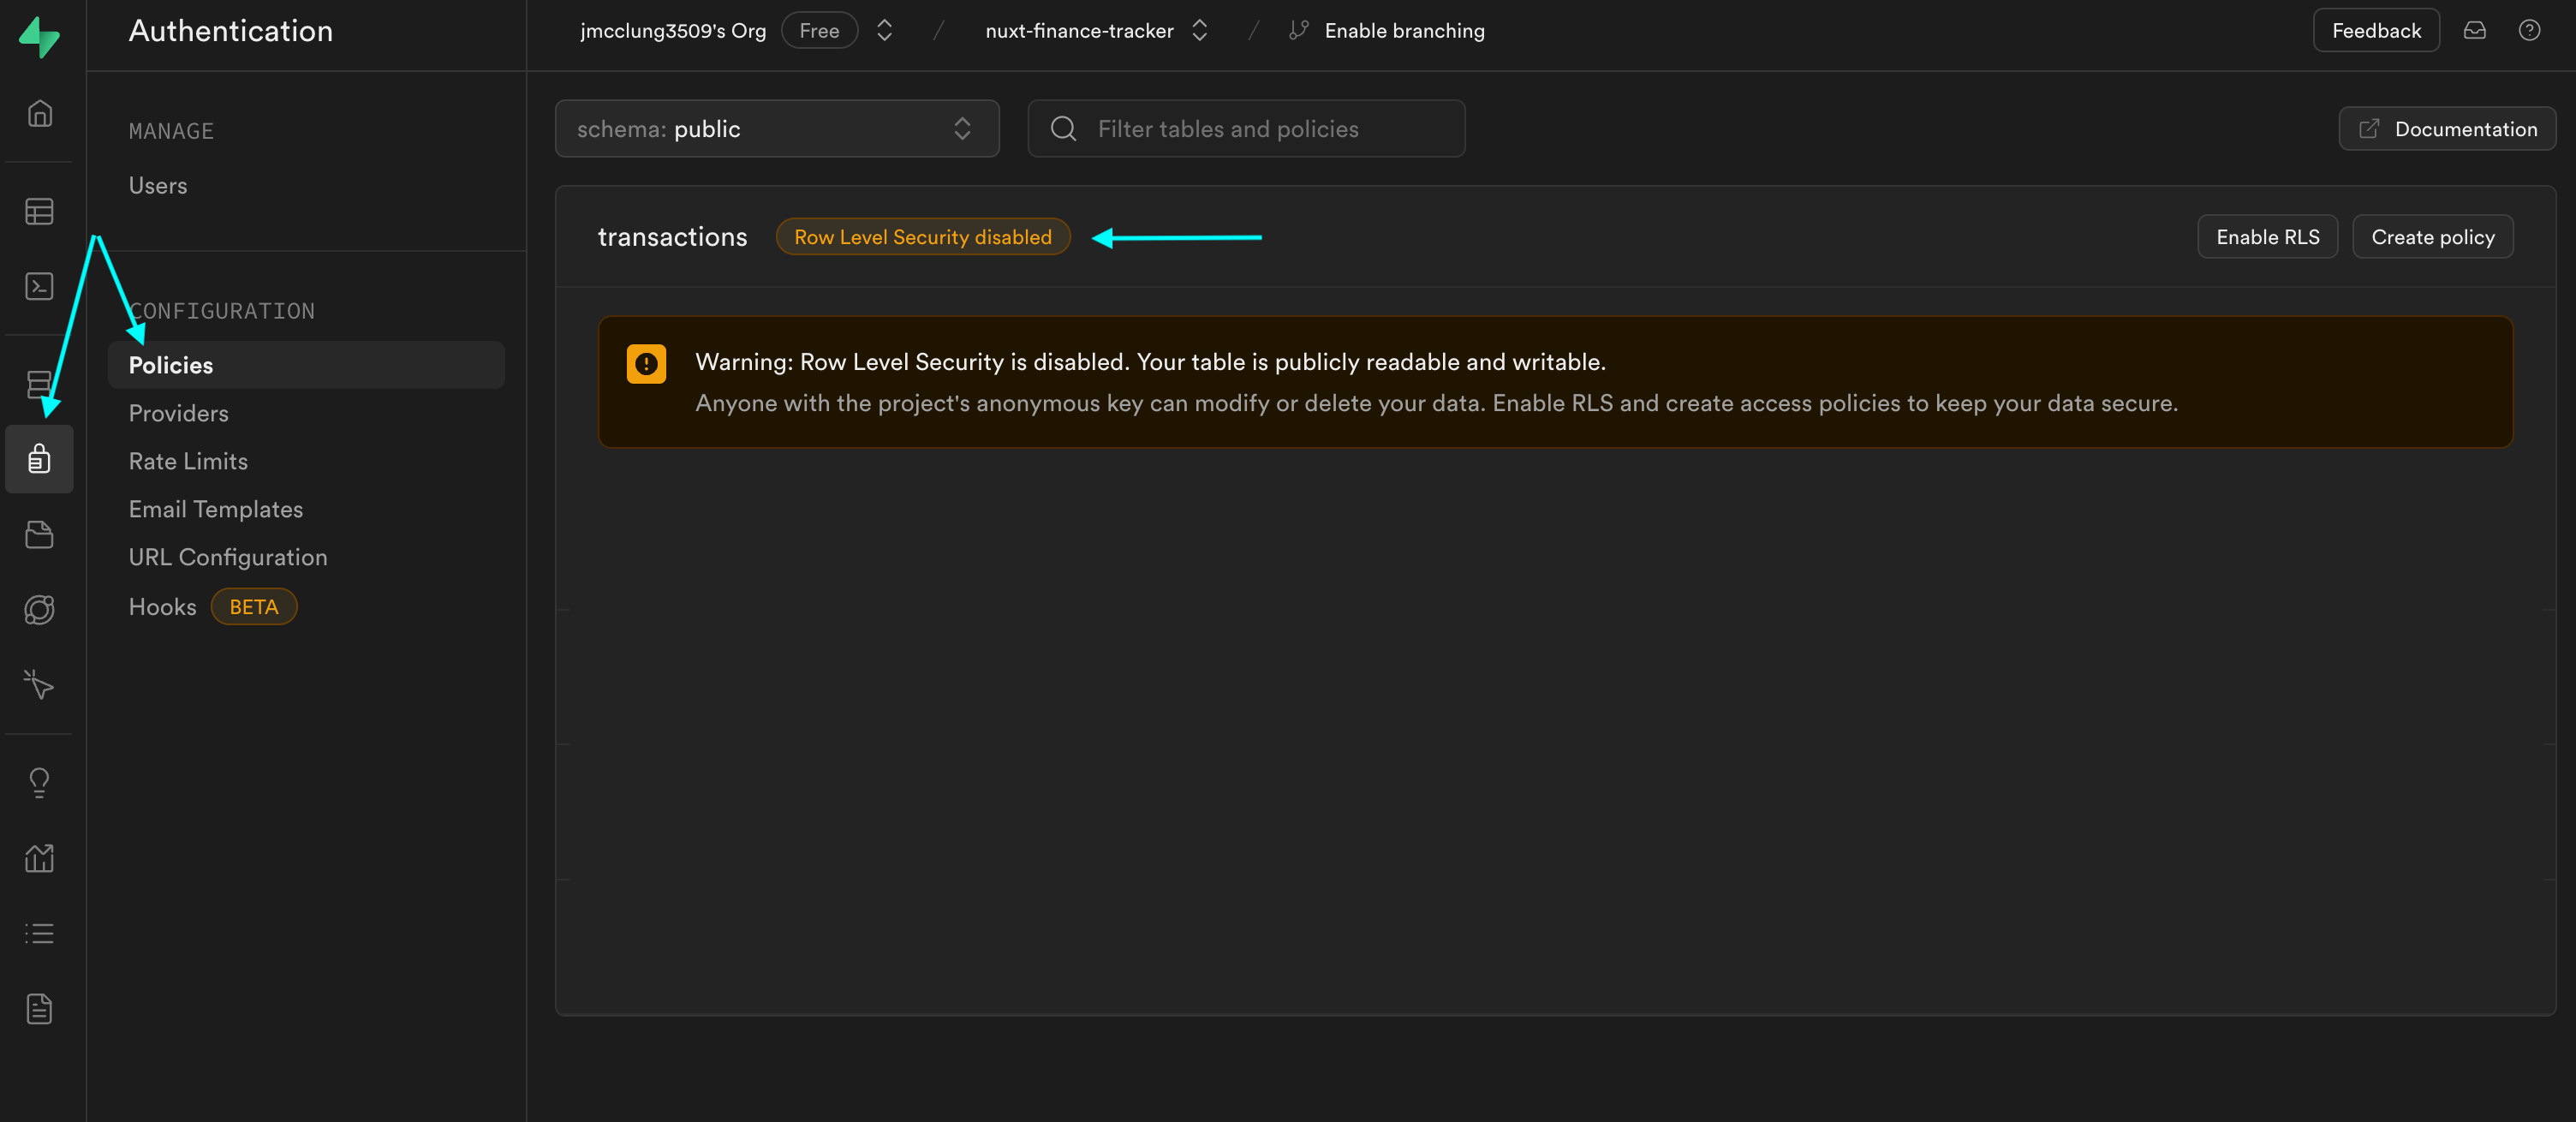 Authentication
jmcclung3509's Org Free / nuxt-finance-tracker / Enable branching
Feedback
MANAGE
Users
CONFIGURATION
Policies
Providers
Rate Limits
Email Templates
URL Configuration
Hooks BETA
schema: public
Filter tables and policies
Documentation
transactions Row Level Security disabled
Enable RLS Create policy
Warning: Row Level Security is disabled. Your table is publicly readable and writable.
Anyone with the project's anonymous key can modify or delete your data. Enable RLS and create access policies to keep your data secure.